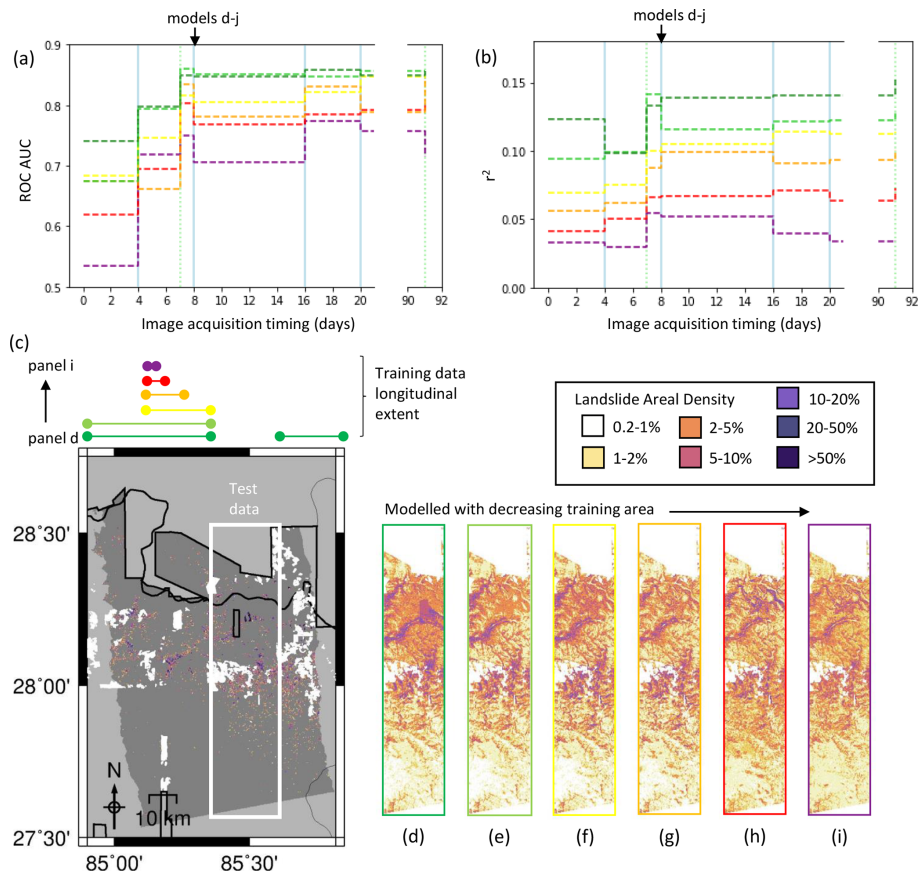 models d-j
models d-j
(a)
(b)
0.9
0.8
0.7
0.6
0.5
ROC AUC
0 2 4 6 8 10 12 14 16 18 20 90 92
Image acquisition timing (days)
0.15
0.10
0.05
0.00
r²
0 2 4 6 8 10 12 14 16 18 20 90 92
Image acquisition timing (days)
(c)
panel i
panel d
Training data
longitudinal
extent
Landslide Areal Density
0.2-1%
1-2%
2-5%
5-10%
10-20%
20-50%
>50%
Test
data
28°30'
28°00'
27°30'
N
10 km
85°00'
85°30'
Modelled with decreasing training area
(d) (e) (f) (g) (h) (i)